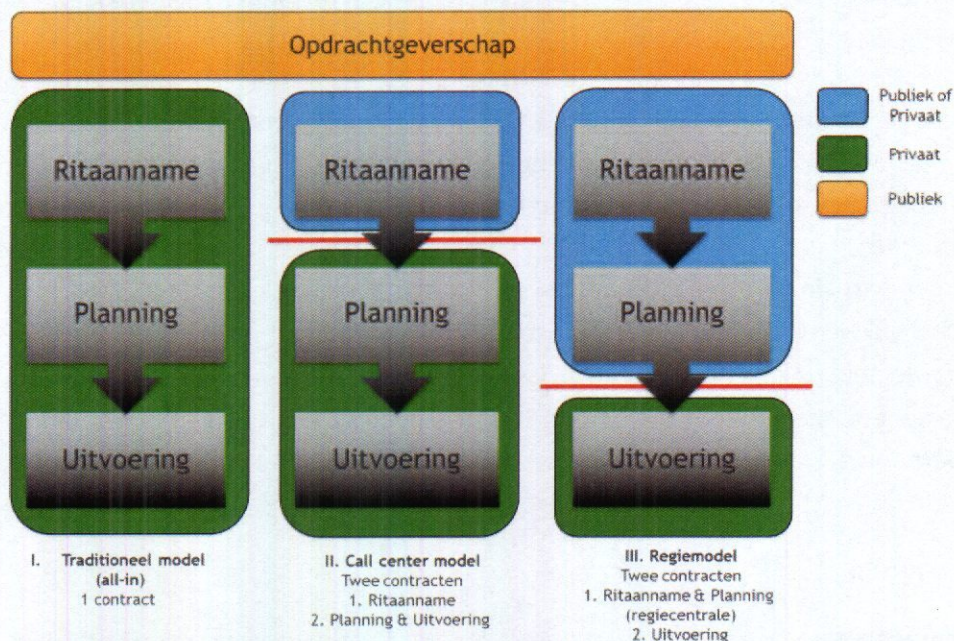 Opdrachtgeverschap
Ritaanname
Planning
Uitvoering
I. Traditioneel model
(all-in)
1 contract
Ritaanname
Planning
Uitvoering
II. Call center model
Twee contracten
1. Ritaanname
2. Planning & Uitvoering
Ritaanname
Planning
Uitvoering
III. Regiemodel
Twee contracten
1. Ritaanname & Planning
(regiecentrale)
2. Uitvoering
Publiek of
Privaat
Privaat
Publiek